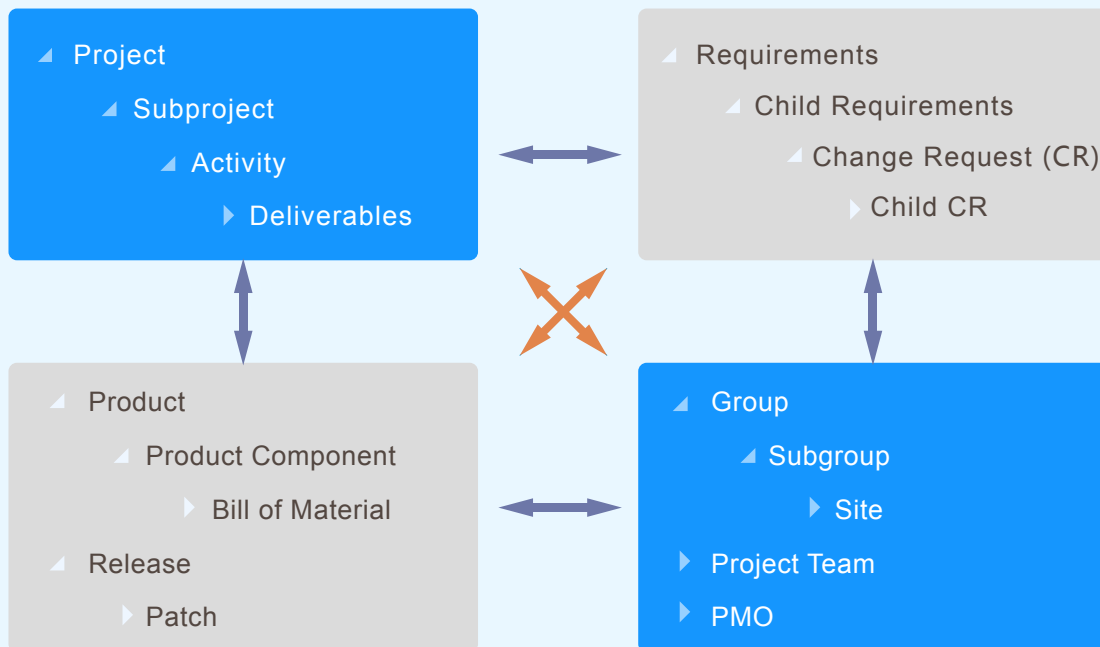 Project
Subproject
Activity
Deliverables
Requirements
Child Requirements
Change Request (CR)
Child CR
Product
Product Component
Bill of Material
Release
Patch
Group
Subgroup
Site
Project Team
PMO